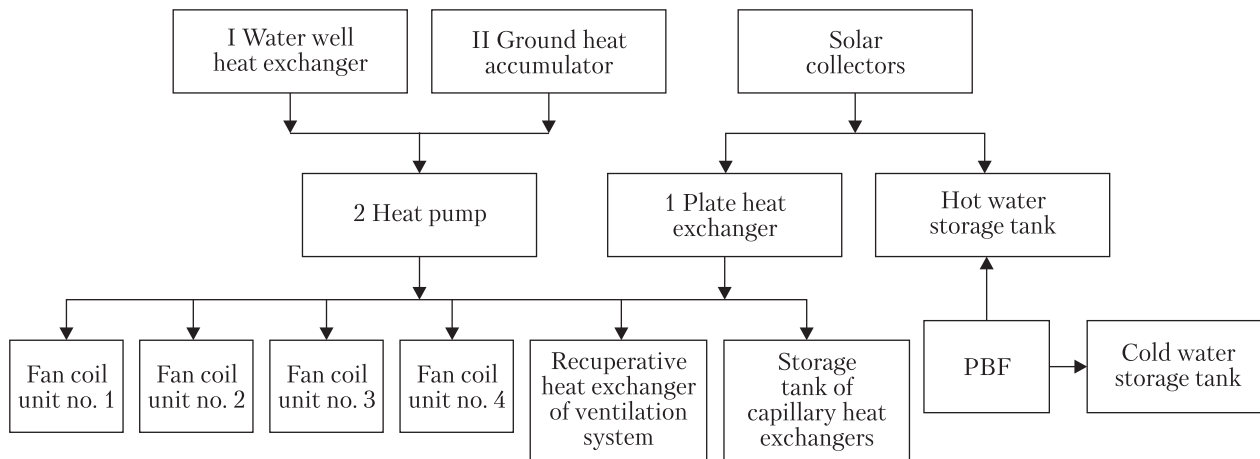 I Water well
heat exchanger
II Ground heat
accumulator
Solar
collectors
2 Heat pump
1 Plate heat
exchanger
Hot water
storage tank
Fan coil
unit no. 1
Fan coil
unit no. 2
Fan coil
unit no. 3
Fan coil
unit no. 4
Recuperative
heat exchanger
of ventilation
system
Storage
tank of
capillary heat
exchangers
PBF
Cold water
storage tank